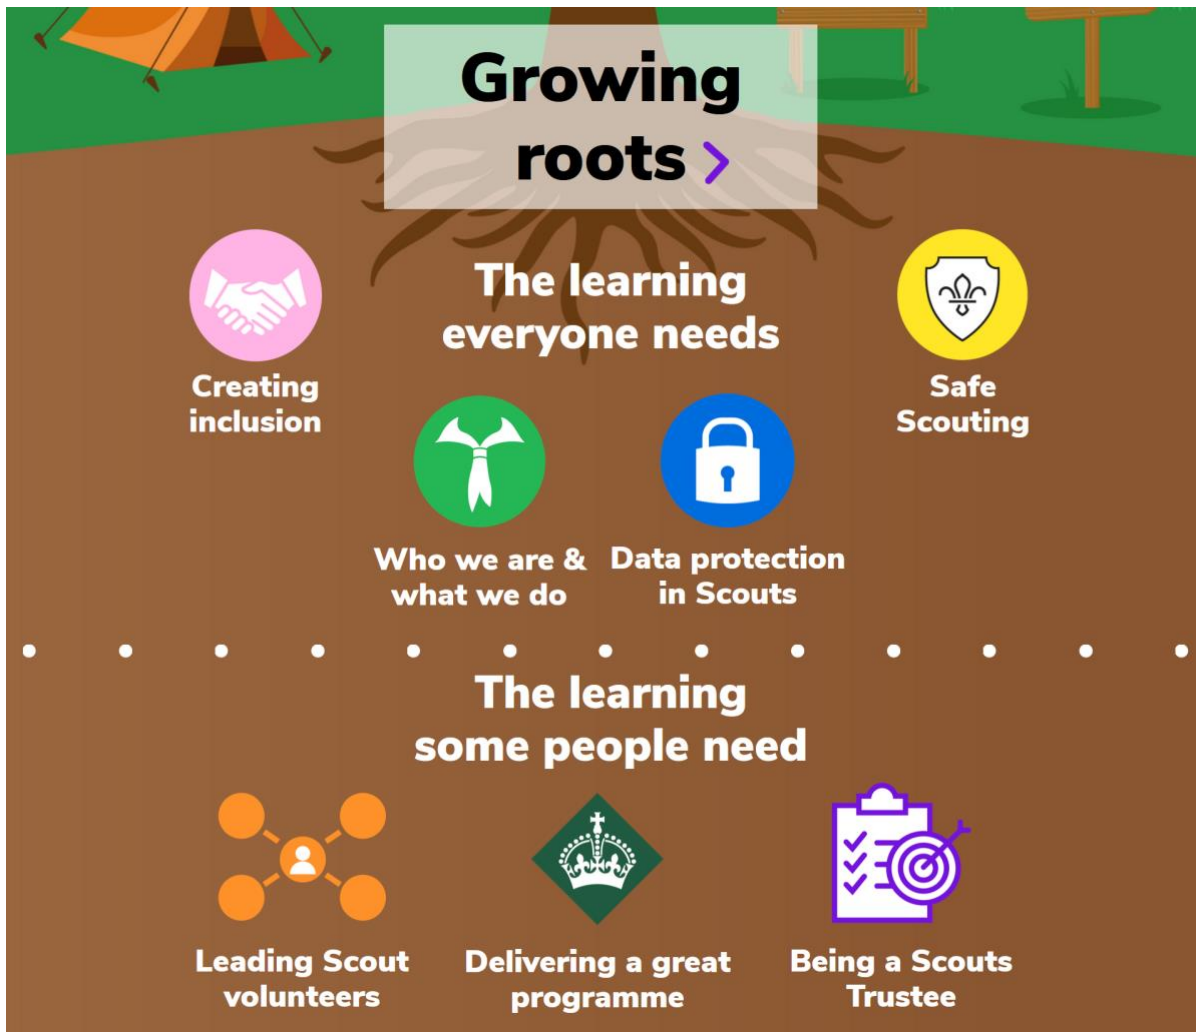 Growing
roots
The learning
everyone needs
Creating
inclusion
Safe
Scouting
Who we are &
what we do
Data protection
in Scouts
The learning
some people need
Leading Scout
volunteers
Delivering a great
programme
Being a Scouts
Trustee